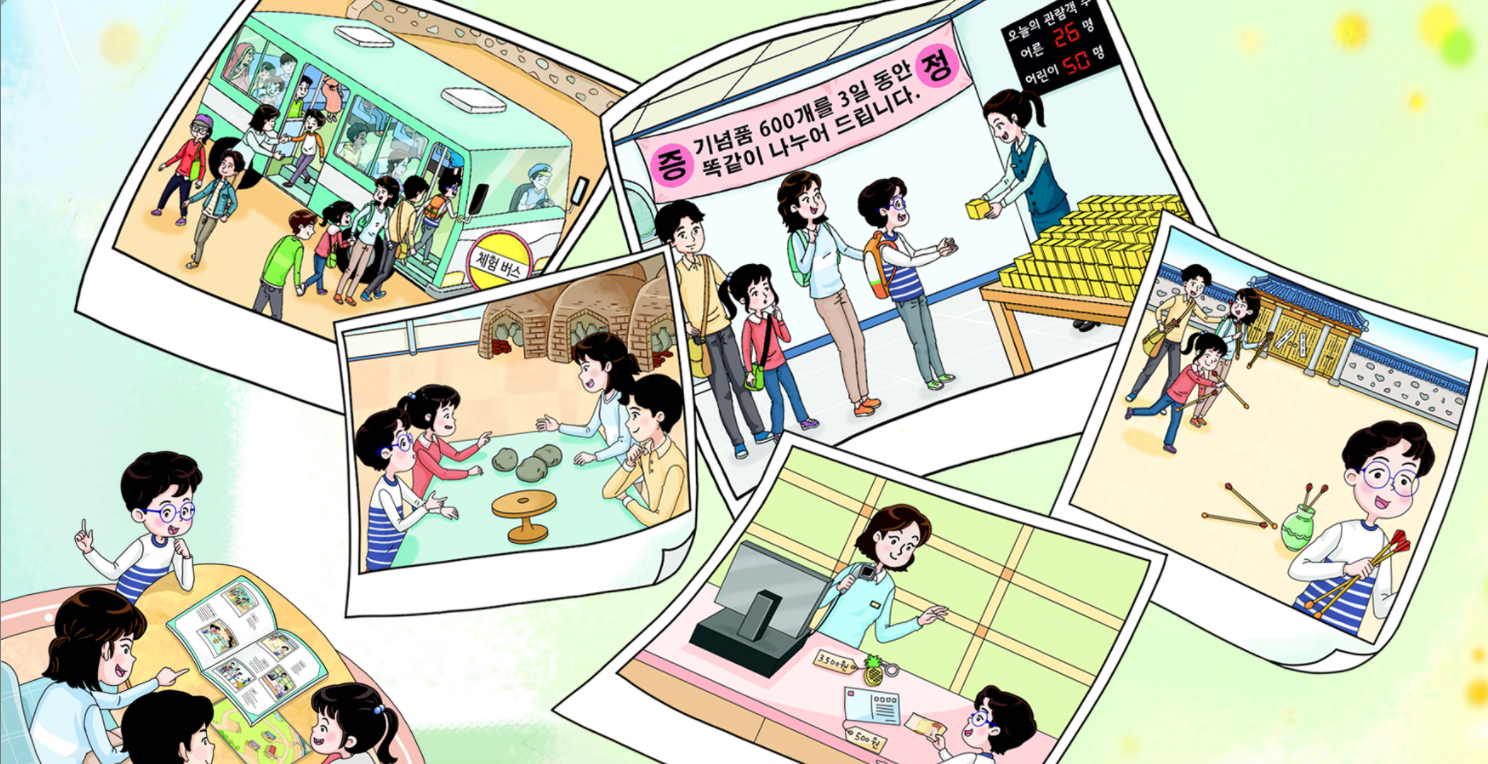 체험 버스
증
정
기념품 600개를 3일 동안
똑같이 나누어 드립니다.
오늘의 관람객 수
어른 26 명
어린이 50 명
3,500원
500원